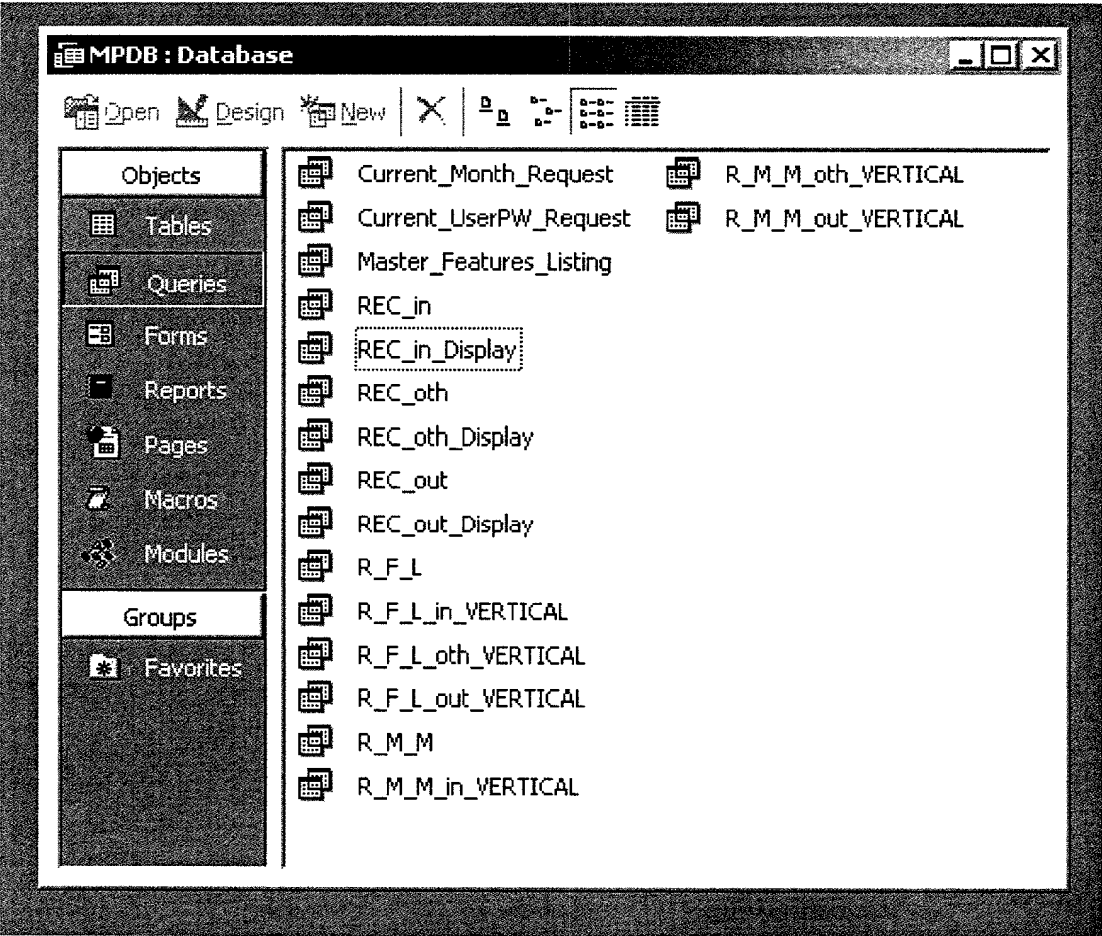 MPDB : Database
Open Design New
Objects
Tables
Queries
Forms
Reports
Pages
Macros
Modules
Groups
Favorites
Current_Month_Request
Current_UserPW_Request
Master_Features_Listing
REC_in
REC_in_Display
REC_oth
REC_oth_Display
REC_out
REC_out_Display
R_F_L
R_F_L_in_VERTICAL
R_F_L_oth_VERTICAL
R_F_L_out_VERTICAL
R_M_M
R_M_M_in_VERTICAL
R_M_M_oth_VERTICAL
R_M_M_out_VERTICAL